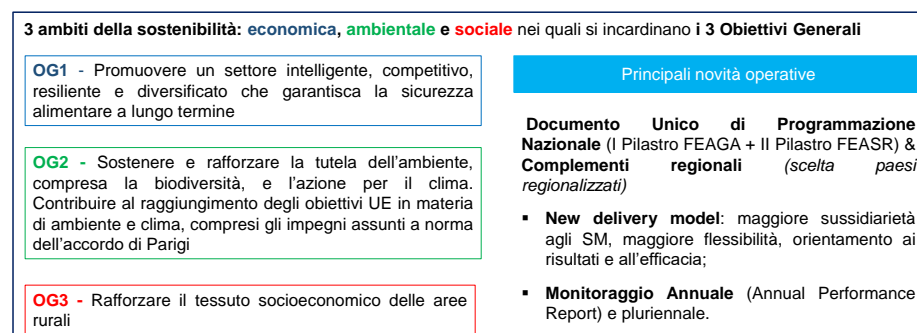 3 ambiti della sostenibilità: economica, ambientale e sociale nei quali si incardinano i 3 Obiettivi Generali
OG1 - Promuovere un settore intelligente, competitivo,
resiliente e diversificato che garantisca la sicurezza
alimentare a lungo termine
OG2 - Sostenere e rafforzare la tutela dell'ambiente,
compresa la biodiversità, e l'azione per il clima.
Contribuire al raggiungimento degli obiettivi UE in materia
di ambiente e clima, compresi gli impegni assunti a norma
dell'accordo di Parigi
OG3 - Rafforzare il tessuto socioeconomico delle aree
rurali
Principali novità operative
Documento Unico di Programmazione
Nazionale (I Pilastro FEAGA + II Pilastro FEASR) &
Complementi regionali (scelta paesi
regionalizzati)
▪ New delivery model: maggiore sussidiarietà
agli SM, maggiore flessibilità, orientamento ai
risultati e all'efficacia;
▪ Monitoraggio Annuale (Annual Performance
Report) e pluriennale.